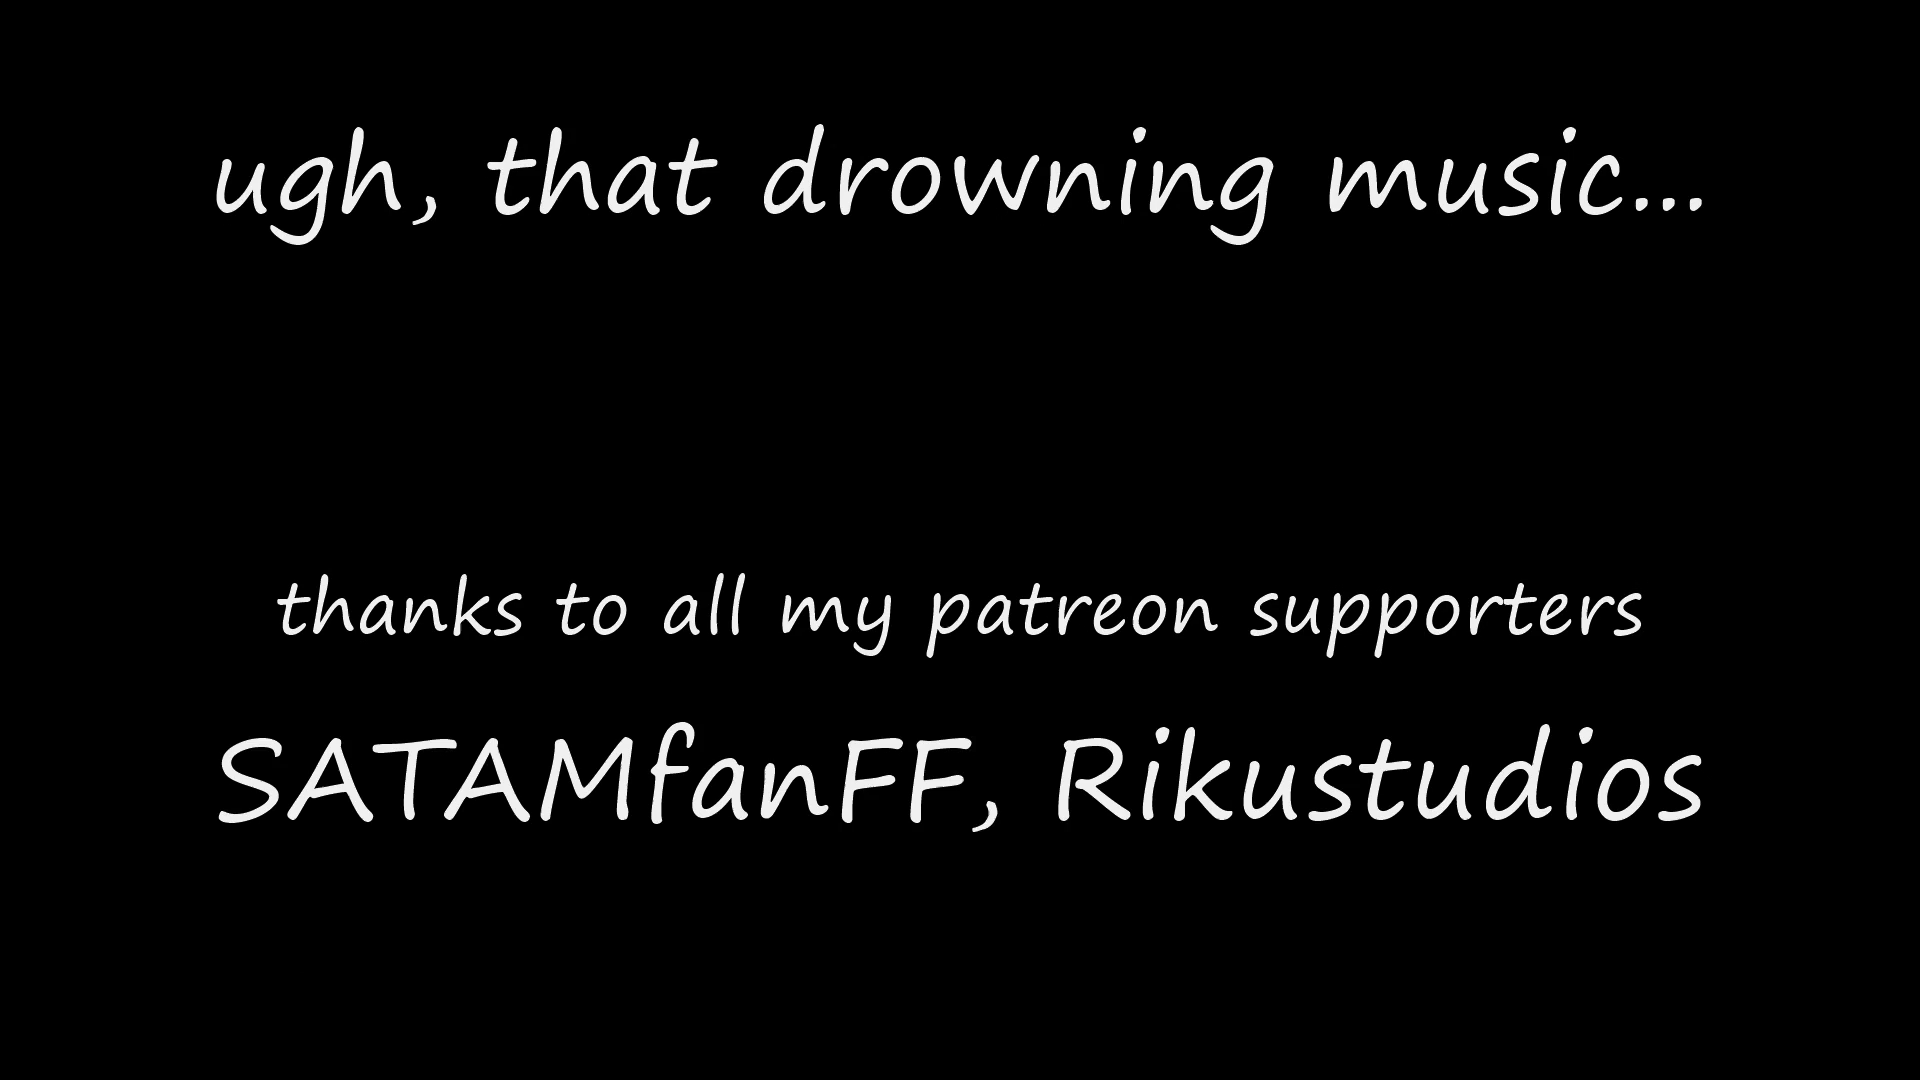 ugh, that drowning music...
thanks to all my patreon supporters
SATAMfanFF, Rikustudios